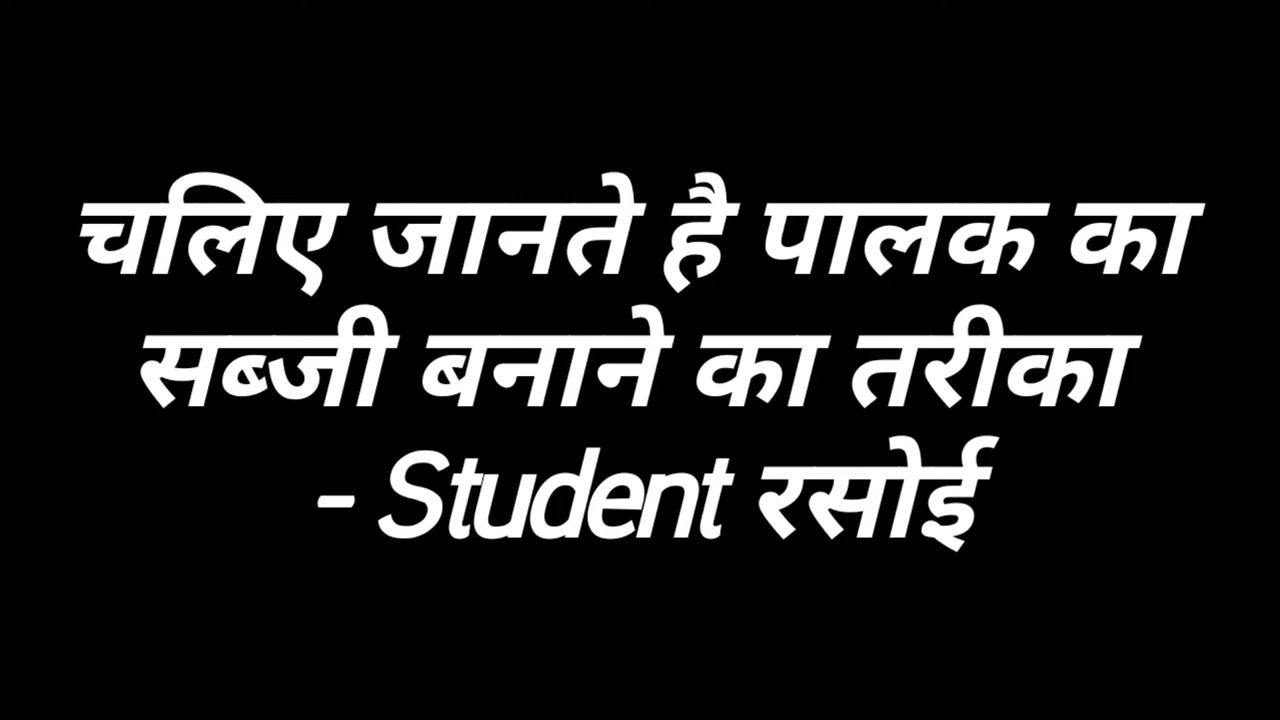 चलिए जानते है पालक का
सब्जी बनाने का तरीका
- Student रसोई